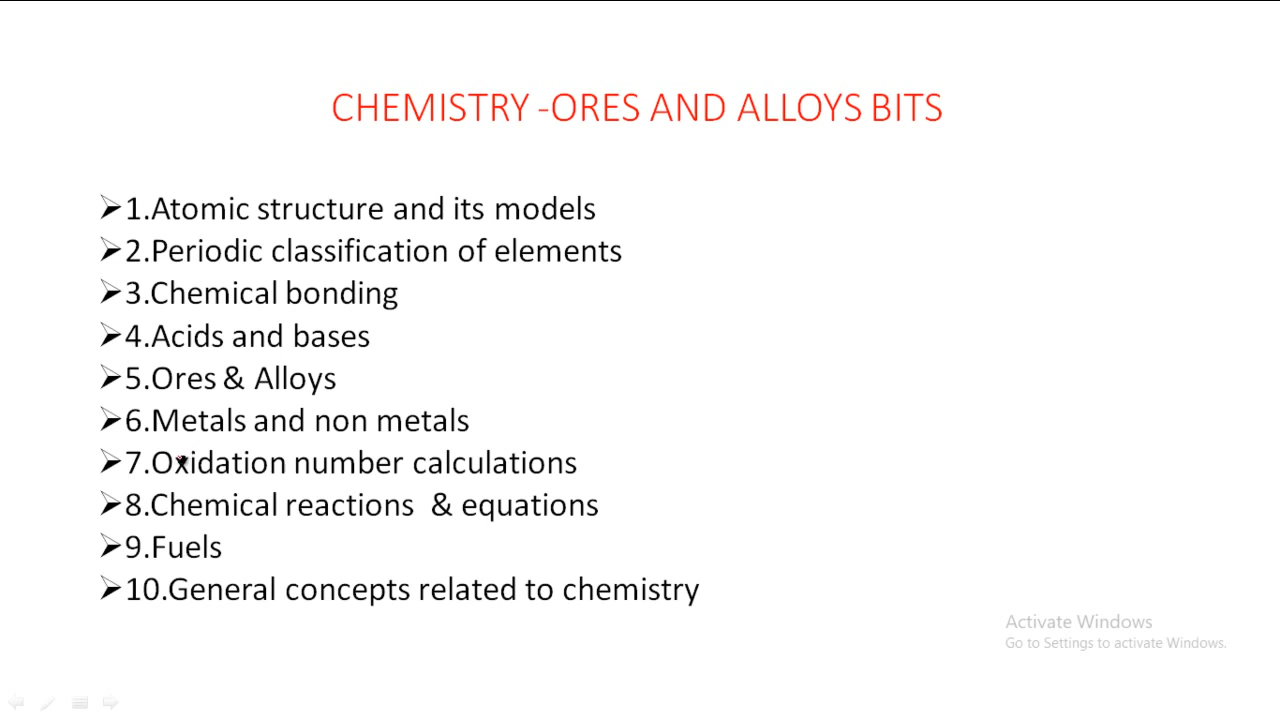 CHEMISTRY -ORES AND ALLOYS BITS
➢1.Atomic structure and its models
➢2.Periodic classification of elements
➢3.Chemical bonding
➢4.Acids and bases
➢5.Ores & Alloys
➢6.Metals and non metals
➢7.Oxidation number calculations
➢8.Chemical reactions  & equations
➢9.Fuels
➢10.General concepts related to chemistry
Activate Windows
Go to Settings to activate Windows.